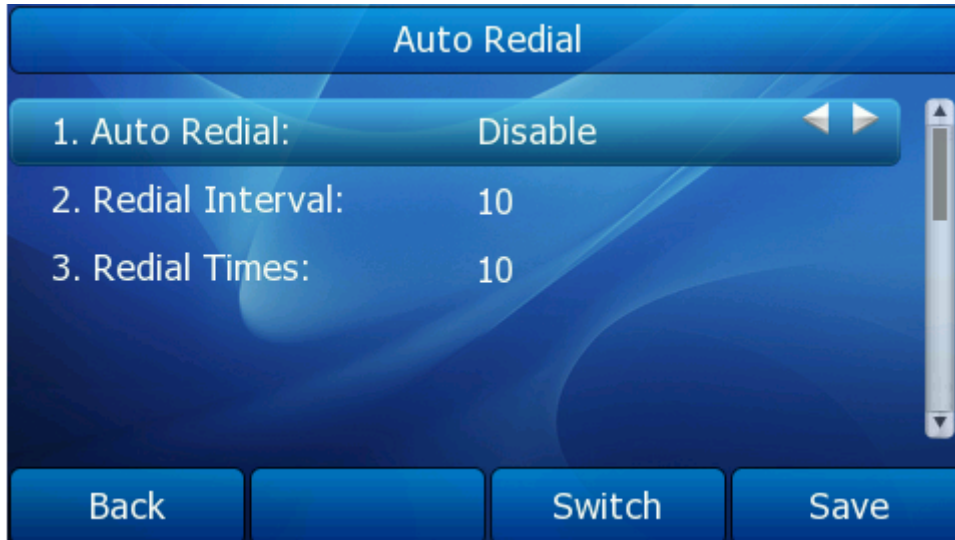 Auto Redial
1. Auto Redial: Disable
2. Redial Interval: 10
3. Redial Times: 10
Back Switch Save